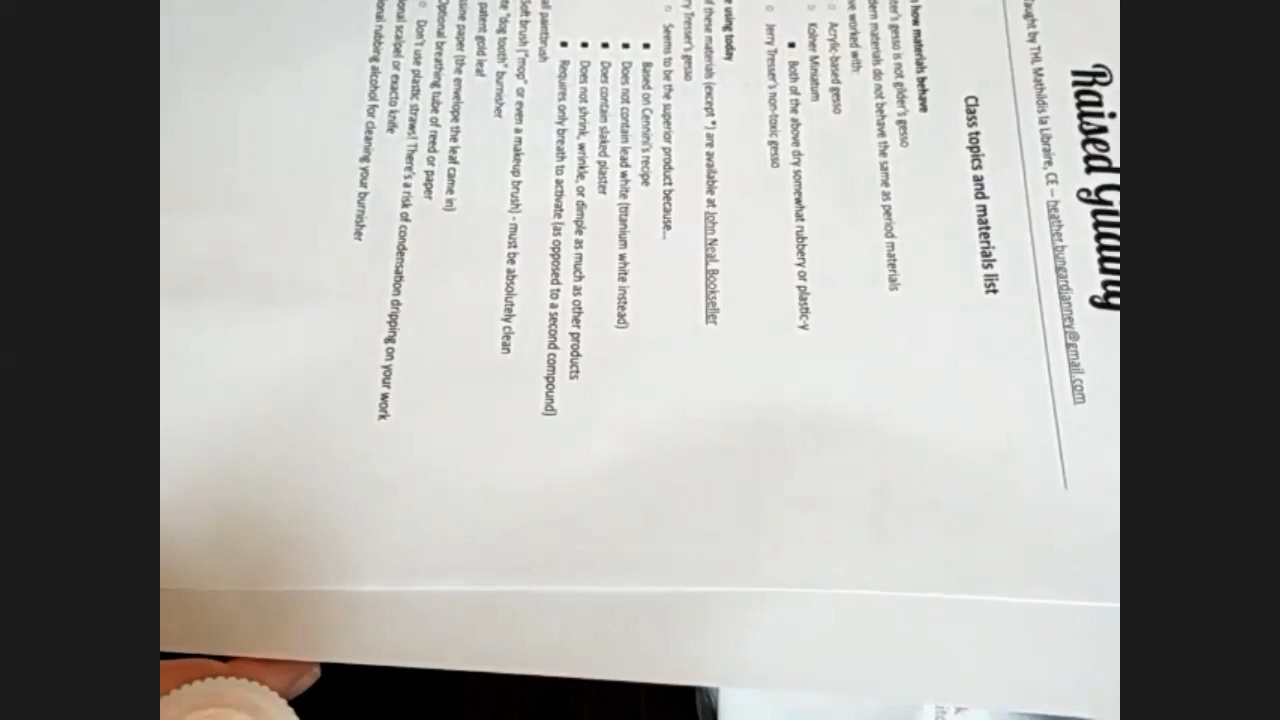 Raised Gilding
Taught by THL Mathildis la Libraire, CE — heather.bungardjanney@gmail.com
Class topics and materials list
how materials behave
ter's gesso is not gilder's gesso
dern materials do not behave the same as period materials
ve worked with:
○ Acrylic-based gesso
○ Kolner Miniatum
■ Both of the above dry somewhat rubbery or plastic-y
○ Jerry Tresser's non-toxic gesso
e using today
f these materials (except *) are available at John Neal, Bookseller
ry Tresser's gesso
○ Seems to be the superior product because...
■ Based on Cennini's recipe
■ Does not contain lead white (titanium white instead)
■ Does contain slaked plaster
■ Does not shrink, wrinkle, or dimple as much as other products
■ Requires only breath to activate (as opposed to a second compound)
al paintbrush
Soft brush ("mop" or even a makeup brush) - must be absolutely clean
te "dog tooth" burnisher
patent gold leaf
sine paper (the envelope the leaf came in)
Optional breathing tube of reed or paper
○ Don't use plastic straws! There's a risk of condensation dripping on your work
onal scalpel or exacto knife
onal rubbing alcohol for cleaning your burnisher